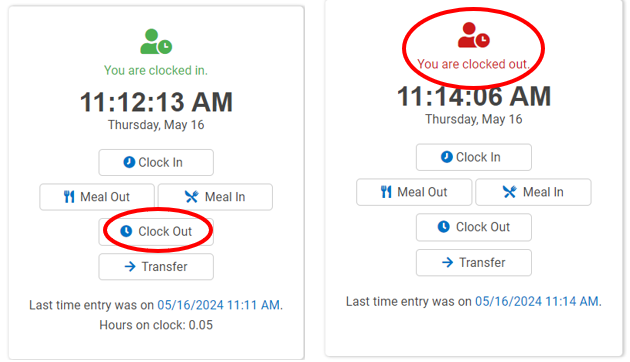 You are clocked in.
11:12:13 AM
Thursday, May 16
Clock In
Meal Out Meal In
Clock Out
Transfer
Last time entry was on 05/16/2024 11:11 AM.
Hours on clock: 0.05
You are clocked out.
11:14:06 AM
Thursday, May 16
Clock In
Meal Out Meal In
Clock Out
Transfer
Last time entry was on 05/16/2024 11:14 AM.